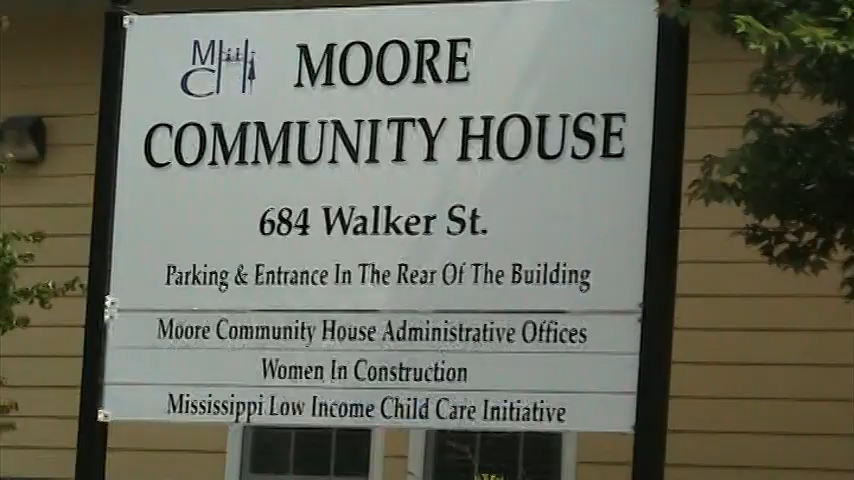 MCH MOORE
COMMUNITY HOUSE
684 Walker St.
Parking & Entrance In The Rear Of The Building
Moore Community House Administrative Offices
Women In Construction
Mississippi Low Income Child Care Initiative